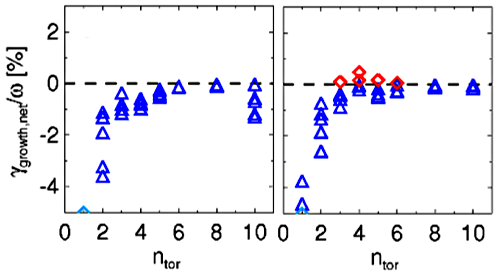 γgrowth,net/ω [%]
2
0
-2
-4
0 2 4 6 8 10 0 2 4 6 8 10
ntor ntor